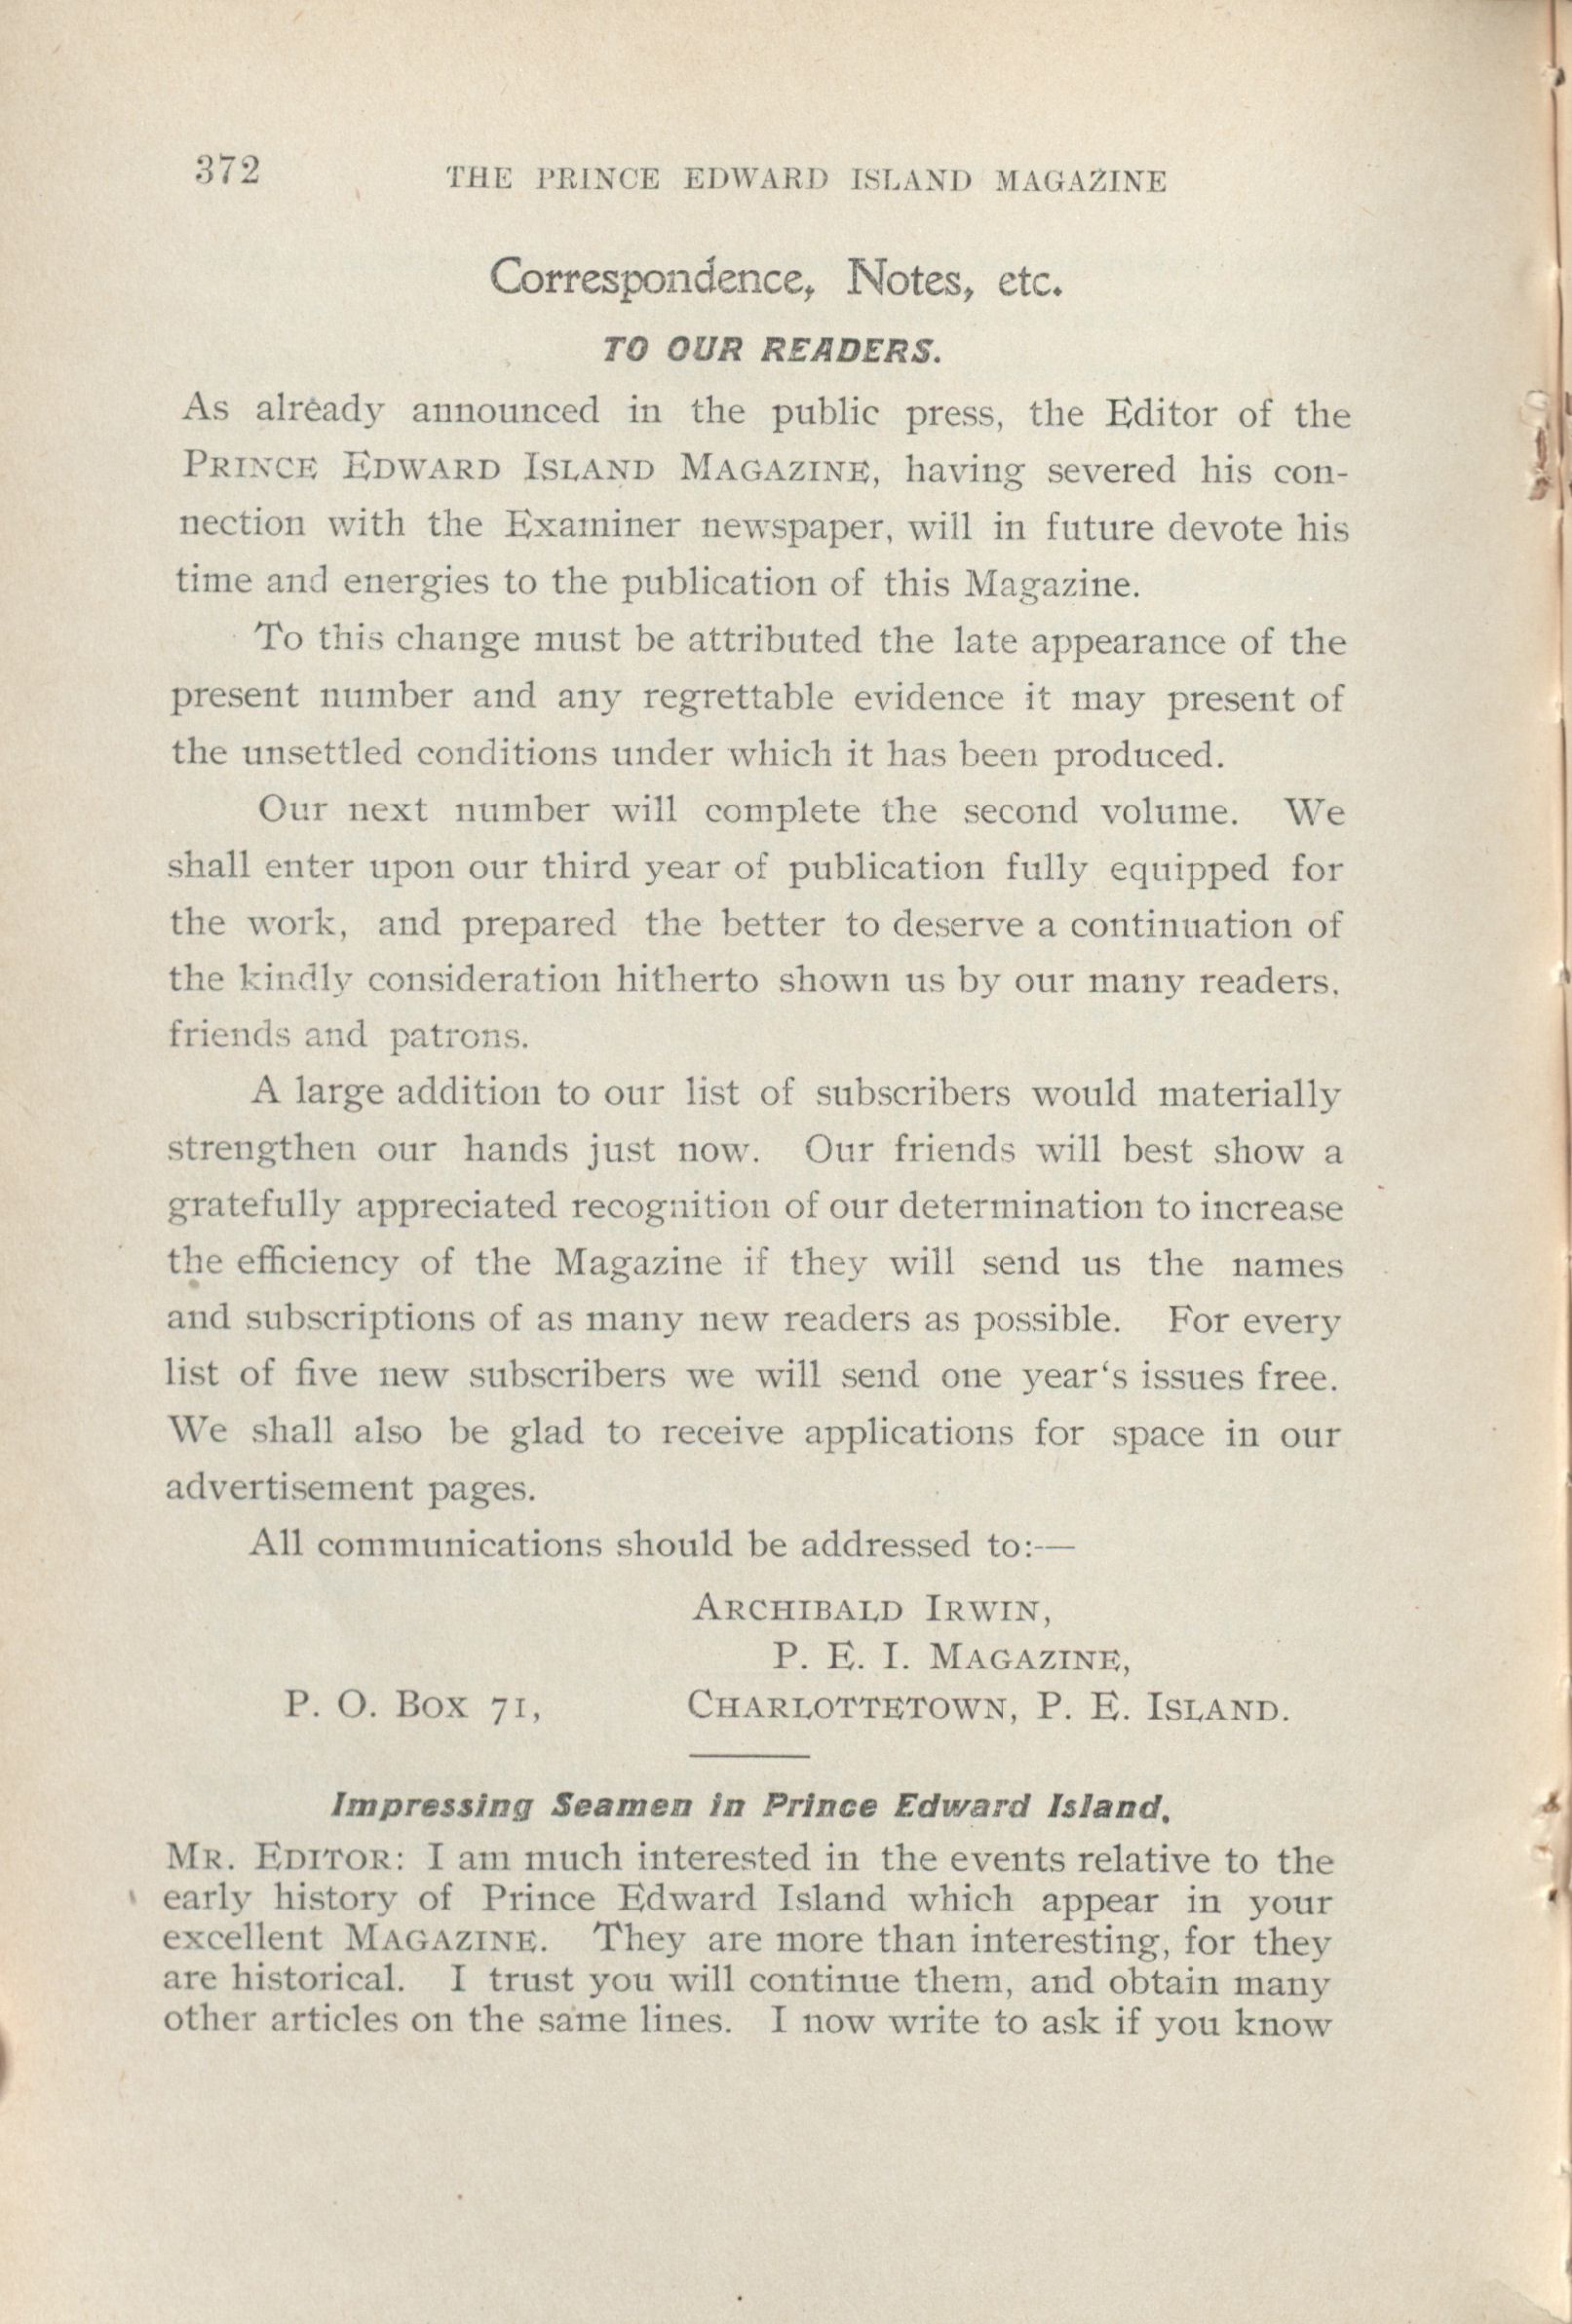 372 THE PRINCE EDWARD ISLAND MAGAZINE
Correspondence, Notes, etc.
TO OUR READERS.
As already announced in the public press, the Editor of the
PRINCE EDWARD ISLAND MAGAZINE, having severed his con-
nection with the Examiner newspaper, will in future devote his
time and energies to the publication of this Magazine.
To this change must be attributed the late appearance of the
present number and any regrettable evidence it may present of
the unsettled conditions under which it has been produced.
Our next number will complete the second volume. We
shall enter upon our third year of publication fully equipped for
the work, and prepared the better to deserve a continuation of
the kindly consideration hitherto shown us by our many readers,
friends and patrons.
A large addition to our list of subscribers would materially
strengthen our hands just now. Our friends will best show a
gratefully appreciated recognition of our determination to increase
the efficiency of the Magazine if they will send us the names
and subscriptions of as many new readers as possible. For every
list of five new subscribers we will send one year‘s issues free.
We shall also be glad to receive applications for space in our
advertisement pages.
All communications should be addressed to:—
ARCHIBALD IRWIN,
P. E. I. MAGAZINE,
P. O. BOX 71, CHARLOTTETOWN, P. E. ISLAND.
Impressing Seamen in Prince Edward Island.
MR. EDITOR: I am much interested in the events relative to the
early history of Prince Edward Island which appear in your
excellent MAGAZINE. They are more than interesting, for they
are historical. I trust you will continue them, and obtain many
other articles on the same lines. I now write to ask if you know